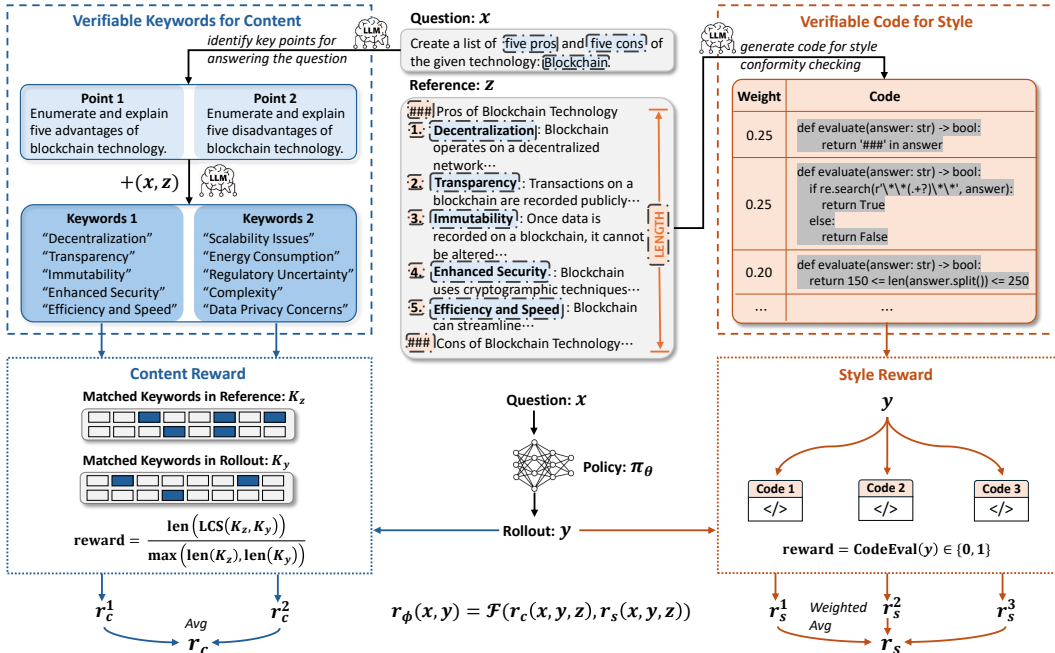 Verifiable Keywords for Content
identify key points for
answering the question
LLM
Point 1
Enumerate and explain
five advantages of
blockchain technology.
Point 2
Enumerate and explain
five disadvantages of
blockchain technology.
+(x, z)
LLM
Keywords 1
“Decentralization”
“Transparency”
“Immutability”
“Enhanced Security”
“Efficiency and Speed”
Keywords 2
“Scalability Issues”
“Energy Consumption”
“Regulatory Uncertainty”
“Complexity”
“Data Privacy Concerns”
Question: x
Create a list of five pros and five cons of
the given technology: Blockchain.
Reference: z
### Pros of Blockchain Technology
1. Decentralization: Blockchain
operates on a decentralized
network⋯
2. Transparency: Transactions on a
blockchain are recorded publicly⋯
3. Immutability: Once data is
recorded on a blockchain, it cannot
be altered⋯
4. Enhanced Security: Blockchain
uses cryptogramphic techniques⋯
5. Efficiency and Speed: Blockchain
can streamline⋯
### Cons of Blockchain Technology⋯
LENGTH
Verifiable Code for Style
LLM
generate code for style
conformity checking
Weight Code
0.25
def evaluate(answer: str) -> bool:
return '###' in answer
0.25
def evaluate(answer: str) -> bool:
if re.search(r'\*\*(.+?)\*\*', answer):
return True
else:
return False
0.20
def evaluate(answer: str) -> bool:
return 150 <= len(answer.split()) <= 250
... ...
Content Reward
Matched Keywords in Reference: K_z
Matched Keywords in Rollout: K_y
reward = len(LCS(K_z, K_y)) / max(len(K_z), len(K_y))
r_c^1 r_c^2
Avg
r_c
Question: x
Policy: π_θ
Rollout: y
r_ϕ(x, y) = F(r_c(x, y, z), r_s(x, y, z))
Style Reward
y
Code 1 Code 2 Code 3
</> </> </>
reward = CodeEval(y) ∈ {0, 1}
r_s^1 r_s^2 r_s^3
Weighted
Avg
r_s